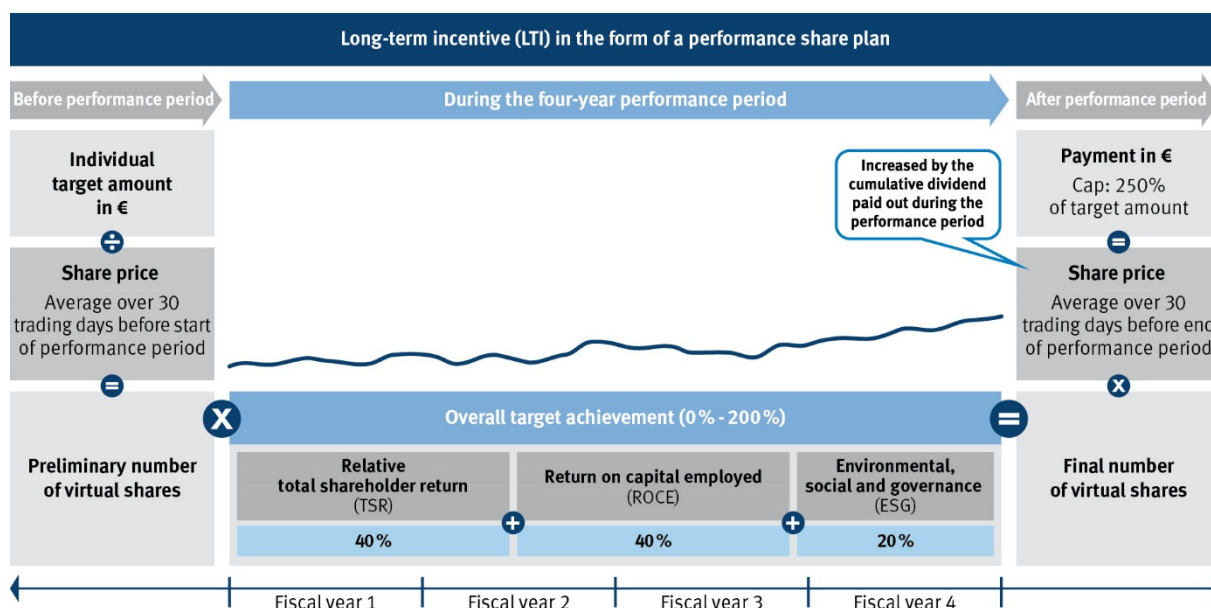 Long-term incentive (LTI) in the form of a performance share plan
Before performance period
During the four-year performance period
After performance period
Individual
target amount
in €
÷
Share price
Average over 30
trading days before start
of performance period
=
Preliminary number
of virtual shares
Increased by the
cumulative dividend
paid out during the
performance period
x
Overall target achievement (0 % - 200 %)
Relative
total shareholder return
(TSR)
40 %
+
Return on capital employed
(ROCE)
40 %
+
Environmental,
social and governance
(ESG)
20 %
=
Payment in €
Cap: 250%
of target amount
=
Share price
Average over 30
trading days before end
of performance period
x
Final number
of virtual shares
Fiscal year 1
Fiscal year 2
Fiscal year 3
Fiscal year 4